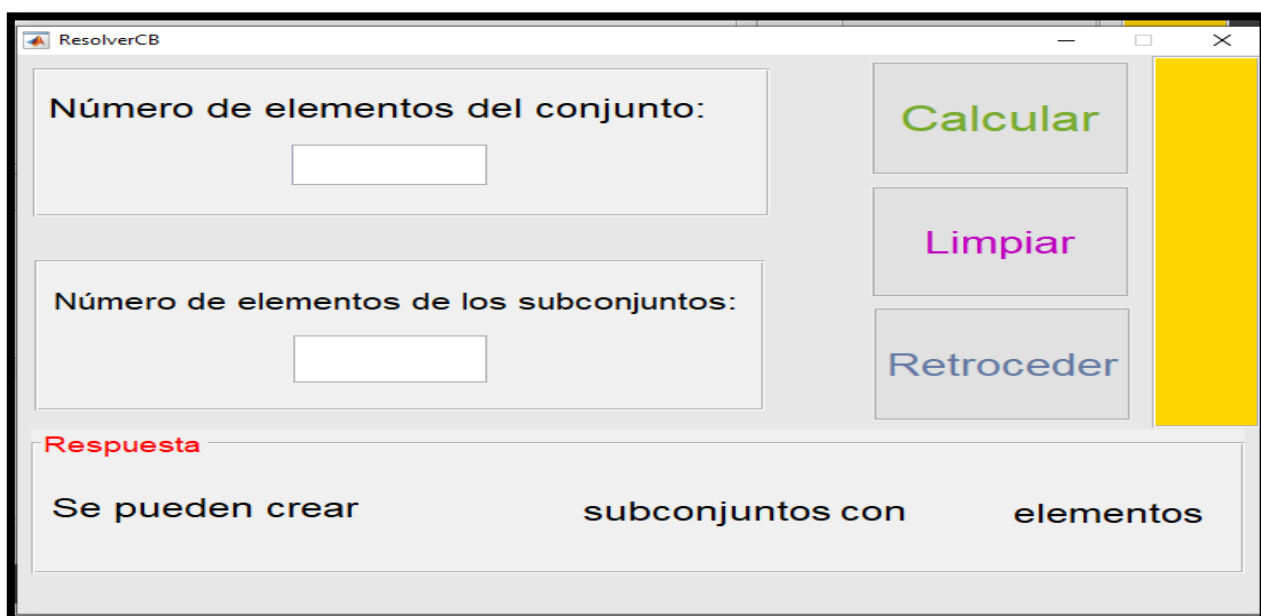 ResolverCB
Número de elementos del conjunto:
Calcular
Limpiar
Número de elementos de los subconjuntos:
Retroceder
Respuesta
Se pueden crear subconjuntos con elementos